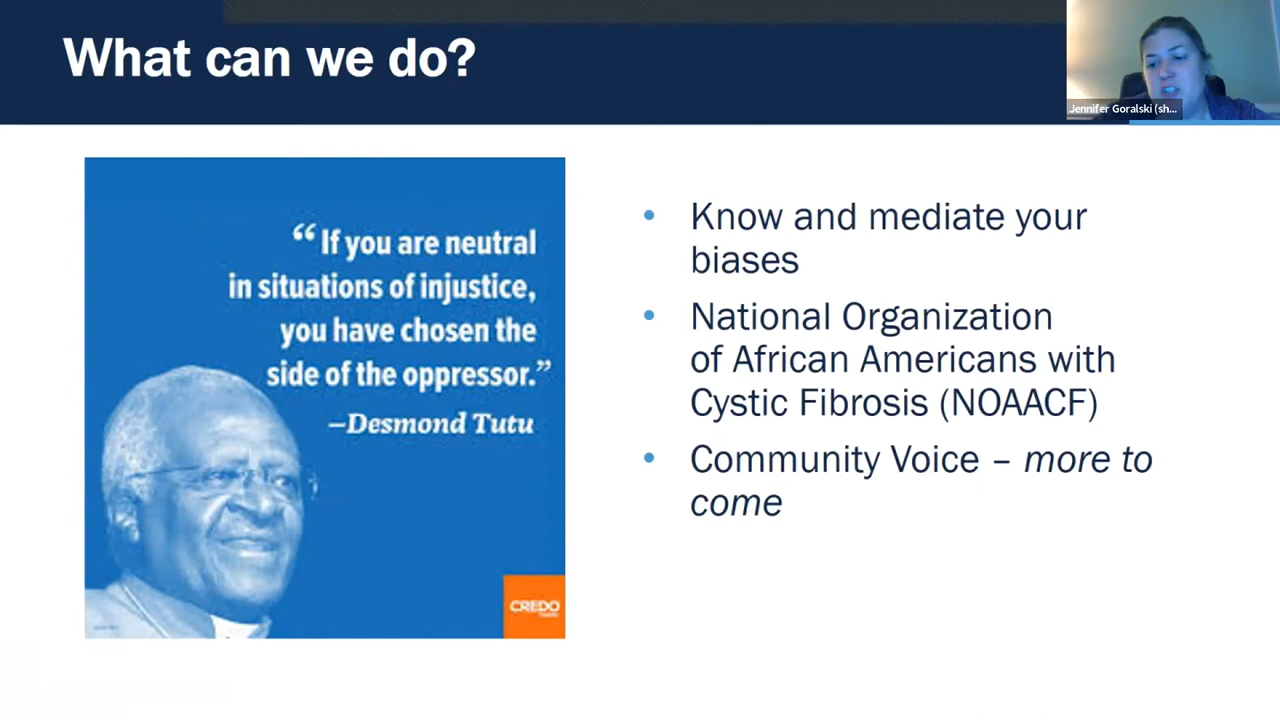 What can we do?
Jennifer Goralski (sh...
“If you are neutral
in situations of injustice,
you have chosen the
side of the oppressor.”
–Desmond Tutu
CREDO
• Know and mediate your
biases
• National Organization
of African Americans with
Cystic Fibrosis (NOAACF)
• Community Voice – more to
come